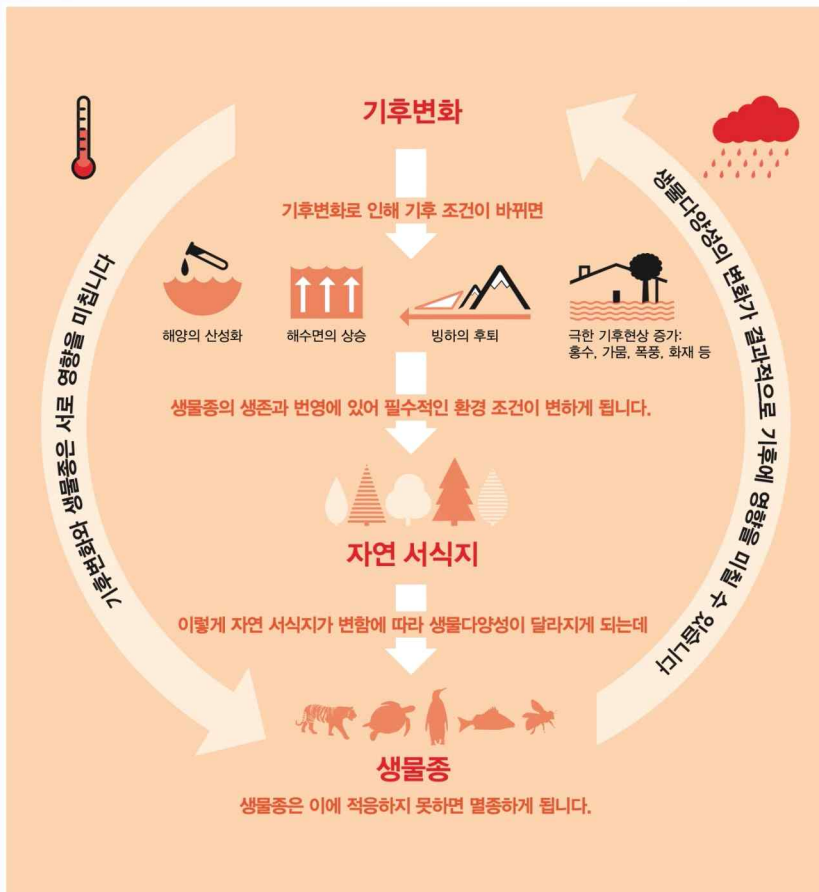 기후변화
기후변화로 인해 기후 조건이 바뀌면
해양의 산성화
해수면의 상승
빙하의 후퇴
극한 기후현상 증가:
홍수, 가뭄, 폭풍, 화재 등
생물종의 생존과 번영에 있어 필수적인 환경 조건이 변하게 됩니다.
자연 서식지
이렇게 자연 서식지가 변함에 따라 생물다양성이 달라지게 되는데
생물종
생물종은 이에 적응하지 못하면 멸종하게 됩니다.
기후변화와 생물종은 서로 영향을 미칩니다
생물다양성의 변화가 결과적으로 기후에 영향을 미칠 수 있습니다